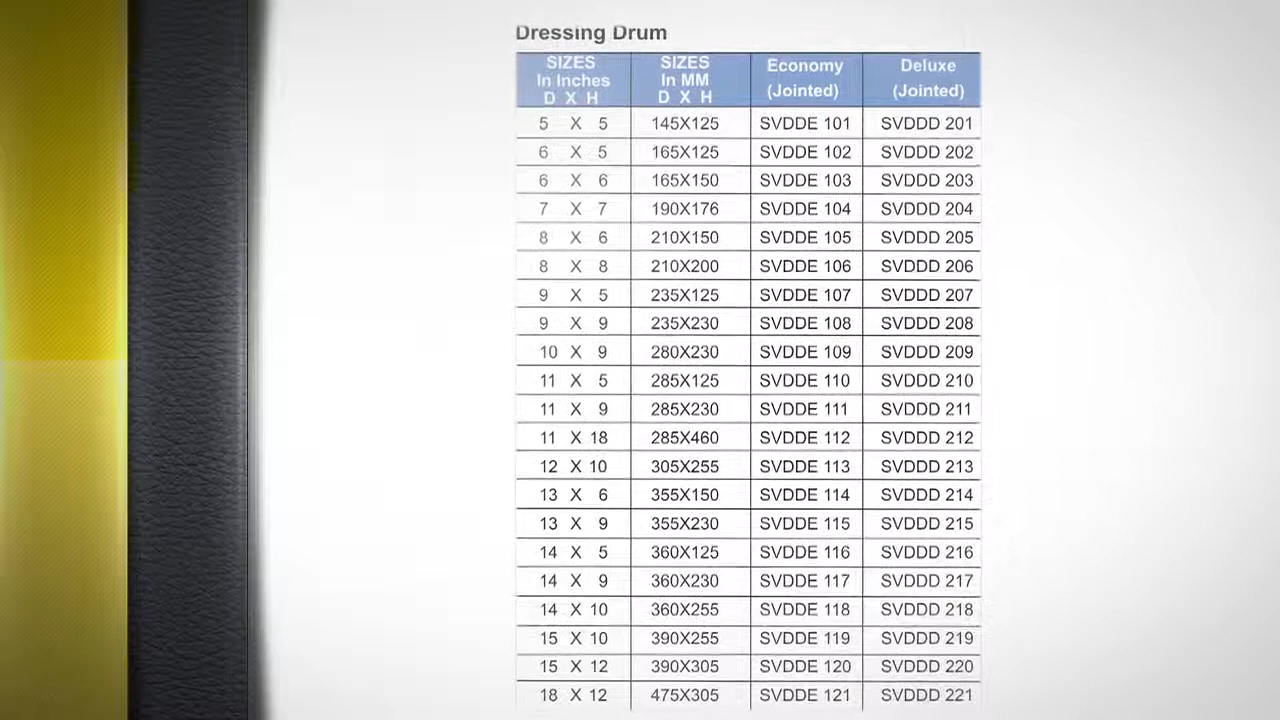 Dressing Drum
SIZES In Inches D X H | SIZES In MM D X H | Economy (Jointed) | Deluxe (Jointed)
5 X 5 | 145X125 | SVDDE 101 | SVDDD 201
6 X 5 | 165X125 | SVDDE 102 | SVDDD 202
6 X 6 | 165X150 | SVDDE 103 | SVDDD 203
7 X 7 | 190X176 | SVDDE 104 | SVDDD 204
8 X 6 | 210X150 | SVDDE 105 | SVDDD 205
8 X 8 | 210X200 | SVDDE 106 | SVDDD 206
9 X 5 | 235X125 | SVDDE 107 | SVDDD 207
9 X 9 | 235X230 | SVDDE 108 | SVDDD 208
10 X 9 | 280X230 | SVDDE 109 | SVDDD 209
11 X 5 | 285X125 | SVDDE 110 | SVDDD 210
11 X 9 | 285X230 | SVDDE 111 | SVDDD 211
11 X 18 | 285X460 | SVDDE 112 | SVDDD 212
12 X 10 | 305X255 | SVDDE 113 | SVDDD 213
13 X 6 | 355X150 | SVDDE 114 | SVDDD 214
13 X 9 | 355X230 | SVDDE 115 | SVDDD 215
14 X 5 | 360X125 | SVDDE 116 | SVDDD 216
14 X 9 | 360X230 | SVDDE 117 | SVDDD 217
14 X 10 | 360X255 | SVDDE 118 | SVDDD 218
15 X 10 | 390X255 | SVDDE 119 | SVDDD 219
15 X 12 | 390X305 | SVDDE 120 | SVDDD 220
18 X 12 | 475X305 | SVDDE 121 | SVDDD 221